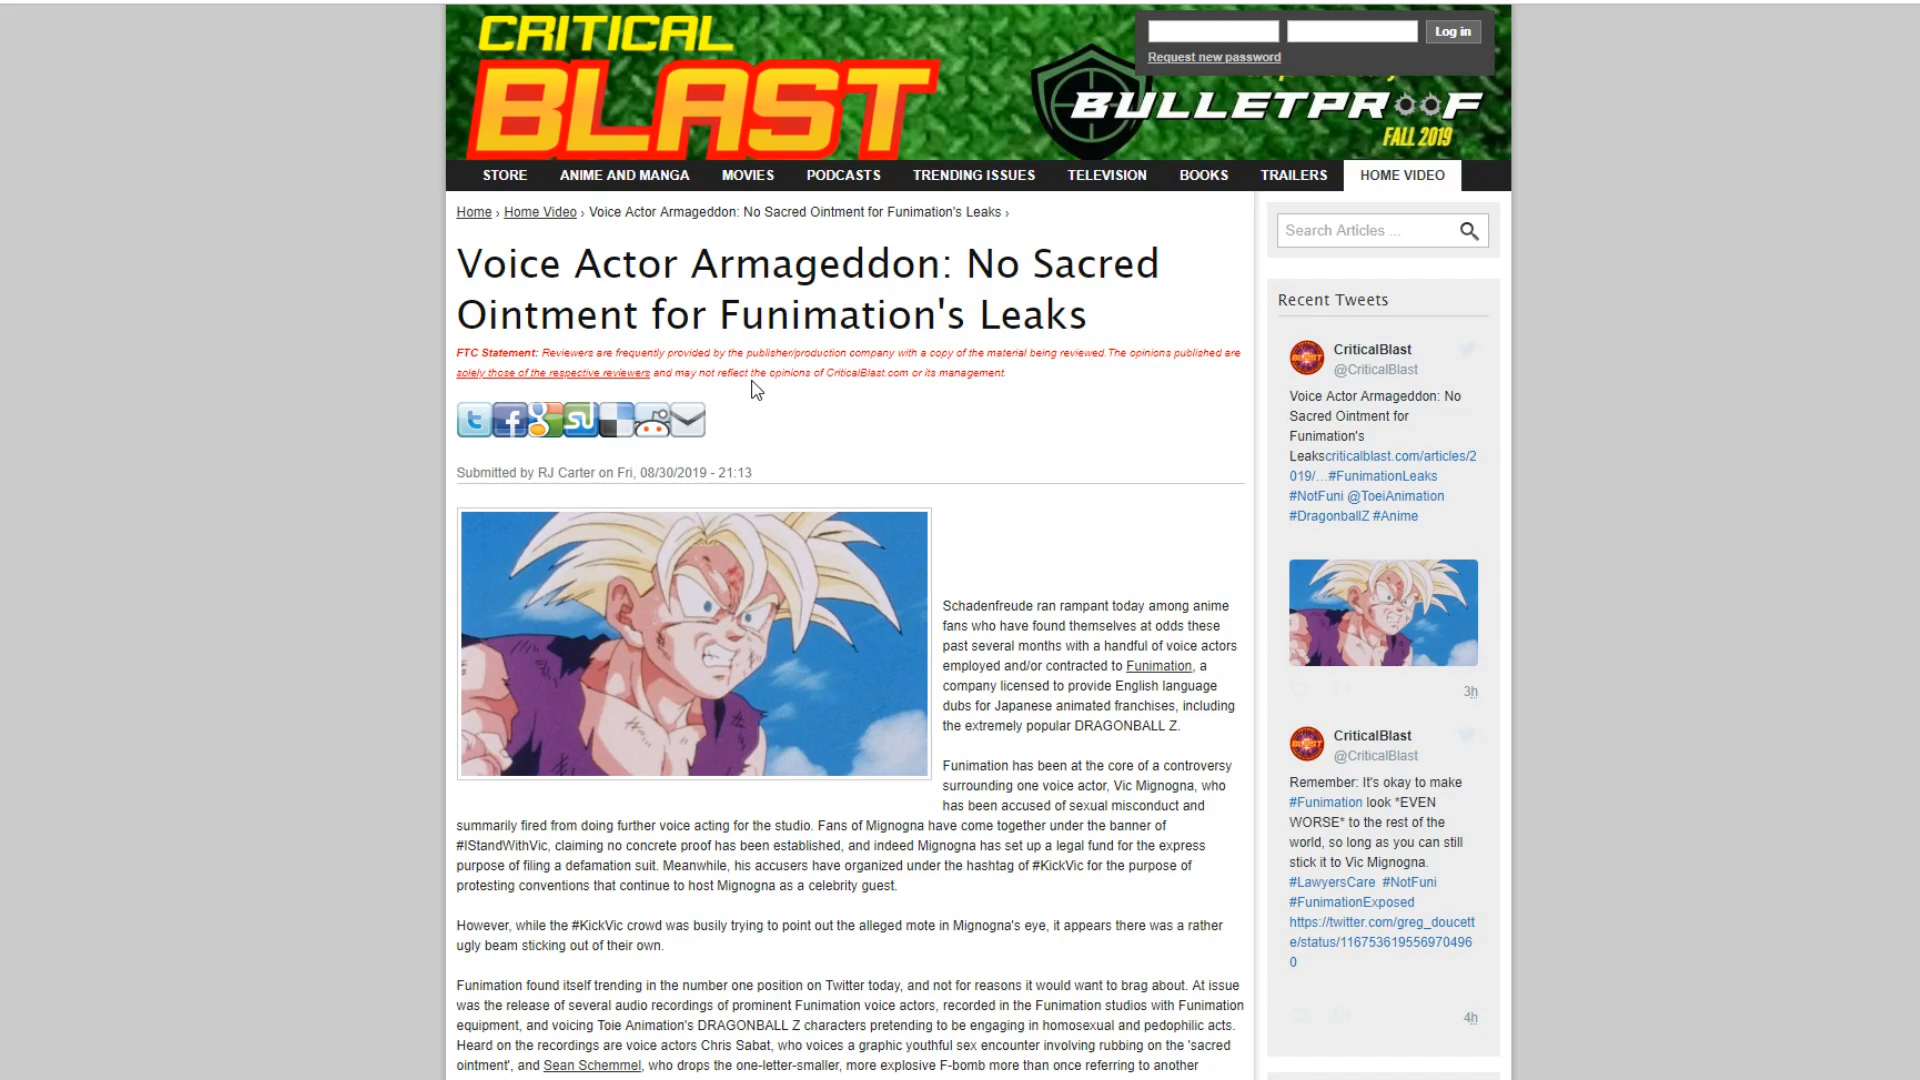 CRITICAL
BLAST
Log in
Request new password
BULLETPROOF
FALL 2019
STORE ANIME AND MANGA MOVIES PODCASTS TRENDING ISSUES TELEVISION BOOKS TRAILERS HOME VIDEO
Home › Home Video › Voice Actor Armageddon: No Sacred Ointment for Funimation's Leaks ›
Voice Actor Armageddon: No Sacred
Ointment for Funimation's Leaks
FTC Statement: Reviewers are frequently provided by the publisher/production company with a copy of the material being reviewed.The opinions published are
solely those of the respective reviewers and may not reflect the opinions of CriticalBlast.com or its management.
Submitted by RJ Carter on Fri, 08/30/2019 - 21:13
Schadenfreude ran rampant today among anime
fans who have found themselves at odds these
past several months with a handful of voice actors
employed and/or contracted to Funimation, a
company licensed to provide English language
dubs for Japanese animated franchises, including
the extremely popular DRAGONBALL Z.
Funimation has been at the core of a controversy
surrounding one voice actor, Vic Mignogna, who
has been accused of sexual misconduct and
summarily fired from doing further voice acting for the studio. Fans of Mignogna have come together under the banner of
#IStandWithVic, claiming no concrete proof has been established, and indeed Mignogna has set up a legal fund for the express
purpose of filing a defamation suit. Meanwhile, his accusers have organized under the hashtag of #KickVic for the purpose of
protesting conventions that continue to host Mignogna as a celebrity guest.
However, while the #KickVic crowd was busily trying to point out the alleged mote in Mignogna's eye, it appears there was a rather
ugly beam sticking out of their own.
Funimation found itself trending in the number one position on Twitter today, and not for reasons it would want to brag about. At issue
was the release of several audio recordings of prominent Funimation voice actors, recorded in the Funimation studios with Funimation
equipment, and voicing Toie Animation's DRAGONBALL Z characters pretending to be engaging in homosexual and pedophilic acts.
Heard on the recordings are voice actors Chris Sabat, who voices a graphic youthful sex encounter involving rubbing on the 'sacred
ointment', and Sean Schemmel, who drops the one-letter-smaller, more explosive F-bomb more than once referring to another
Search Articles ...
Recent Tweets
CriticalBlast
@CriticalBlast
Voice Actor Armageddon: No
Sacred Ointment for
Funimation's
Leakscriticalblast.com/articles/2
019/…#FunimationLeaks
#NotFuni @ToeiAnimation
#DragonballZ #Anime
3h
CriticalBlast
@CriticalBlast
Remember: It's okay to make
#Funimation look *EVEN
WORSE* to the rest of the
world, so long as you can still
stick it to Vic Mignogna.
#LawyersCare #NotFuni
#FunimationExposed
https://twitter.com/greg_doucett
e/status/116753619556970496
0
4h